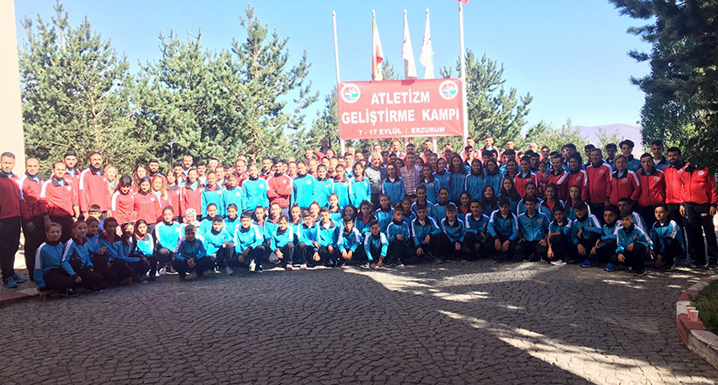 ATLETİZM
GELİŞTİRME KAMPI
7 - 17 EYLÜL / ERZURUM